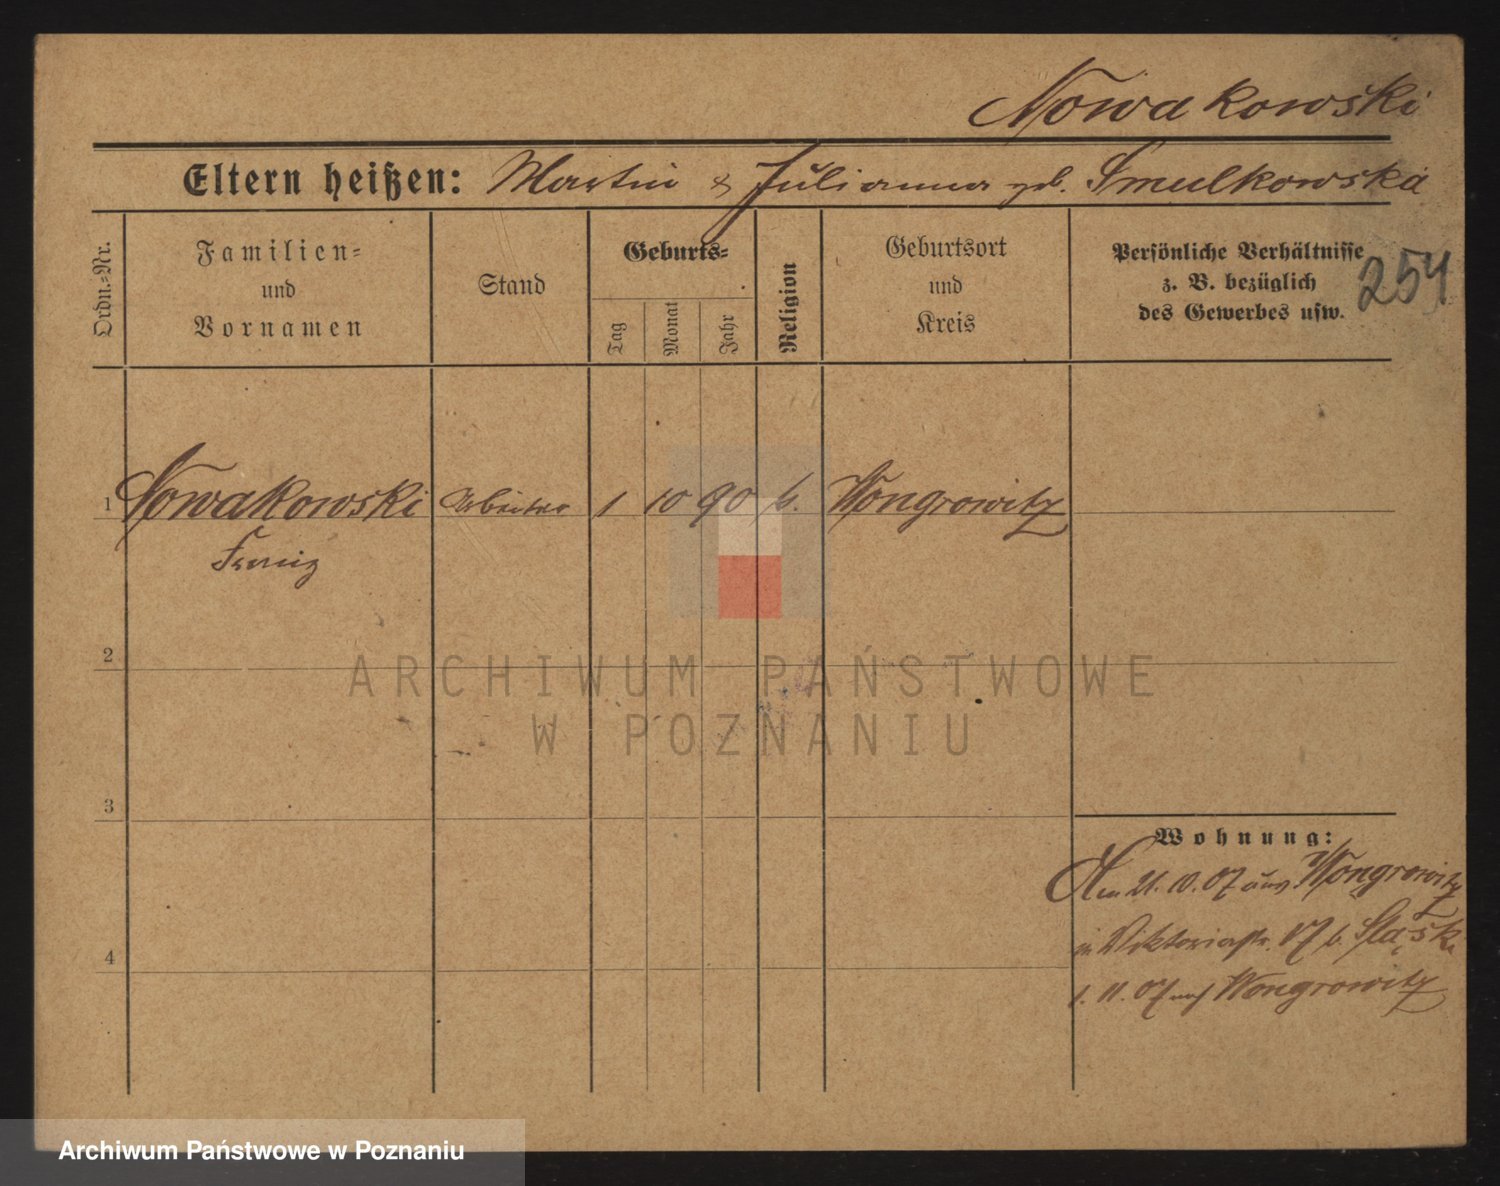 Nowakowski
Eltern heißen: Martin & Julianna geb. Smulkowska
Ordn.=Nr.
Familien=
und
Vornamen
Stand
Geburts=
Tag
Monat
Jahr
Religion
Geburtsort
und
Kreis
Persönliche Verhältnisse
z. B. bezüglich
des Gewerbes usw.
254
1 Nowakowski Arbeiter 1 10 90 k. Wongrowitz
Franz
2
ARCHIWUM PAŃSTWOWE
W POZNANIU
3
Wohnung:
Am 21. 10. 07 aus Wongrowitz
in Viktoriastr. 17 b.
1. 11. 07 nach Wongrowitz
4
Archiwum Państwowe w Poznaniu